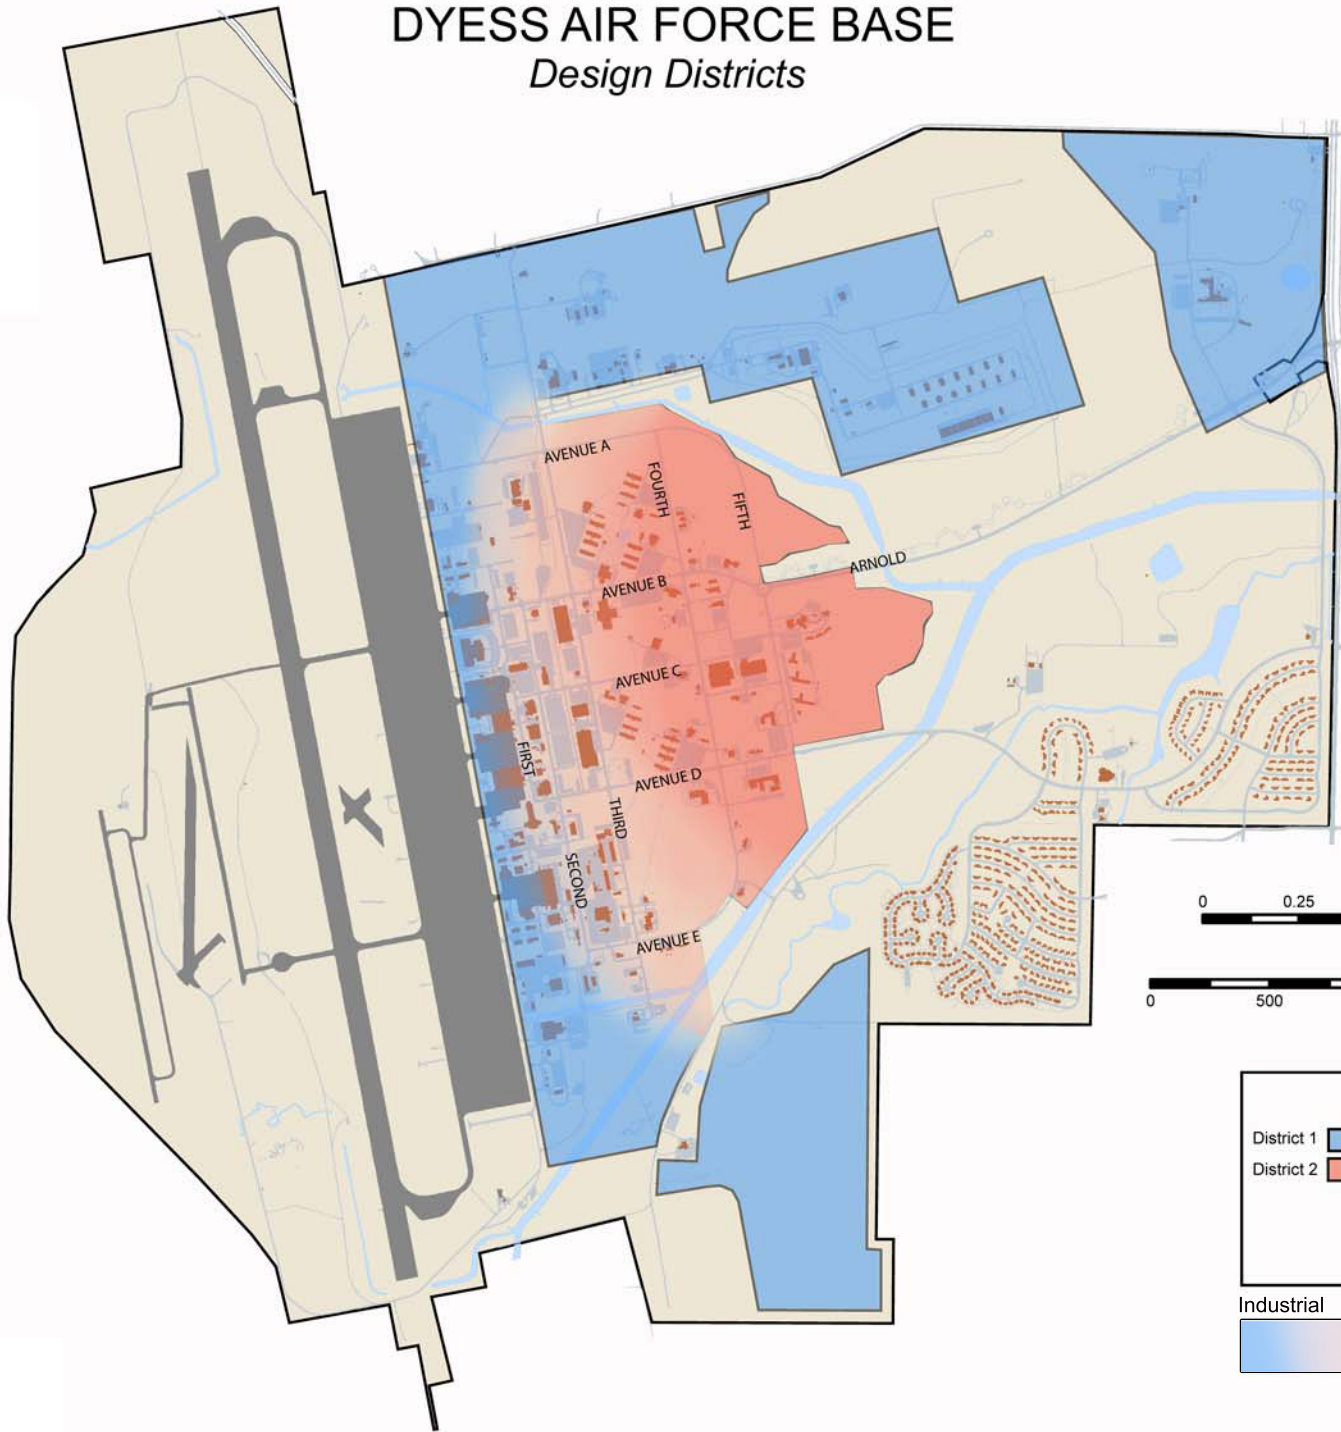 DYESS AIR FORCE BASE
Design Districts
AVENUE A
FOURTH
FIFTH
ARNOLD
AVENUE B
AVENUE C
FIRST
AVENUE D
THIRD
SECOND
AVENUE E
0 0.25
0 500
District 1
District 2
Industrial